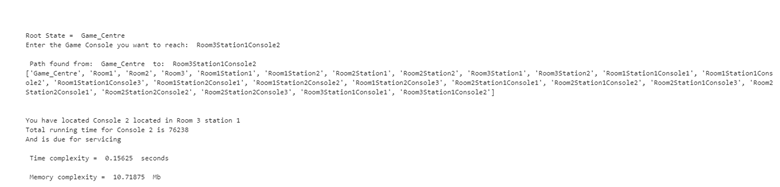 Root State =  Game_Centre
Enter the Game Console you want to reach:  Room3Station1Console2
Path found from:  Game_Centre  to:  Room3Station1Console2
['Game_Centre', 'Room1', 'Room2', 'Room3', 'Room1Station1', 'Room1Station2', 'Room2Station1', 'Room2Station2', 'Room3Station1', 'Room3Station2', 'Room1Station1Console1', 'Room1Station1Cons
ole2', 'Room1Station1Console3', 'Room1Station2Console1', 'Room1Station2Console2', 'Room1Station2Console3', 'Room2Station1Console1', 'Room2Station1Console2', 'Room2Station1Console3', 'Room2
Station2Console1', 'Room2Station2Console2', 'Room2Station2Console3', 'Room3Station1Console1', 'Room3Station1Console2']
You have located Console 2 located in Room 3 station 1
Total running time for Console 2 is 76238
And is due for servicing
Time complexity =  0.15625  seconds
Memory complexity =  10.71875  Mb